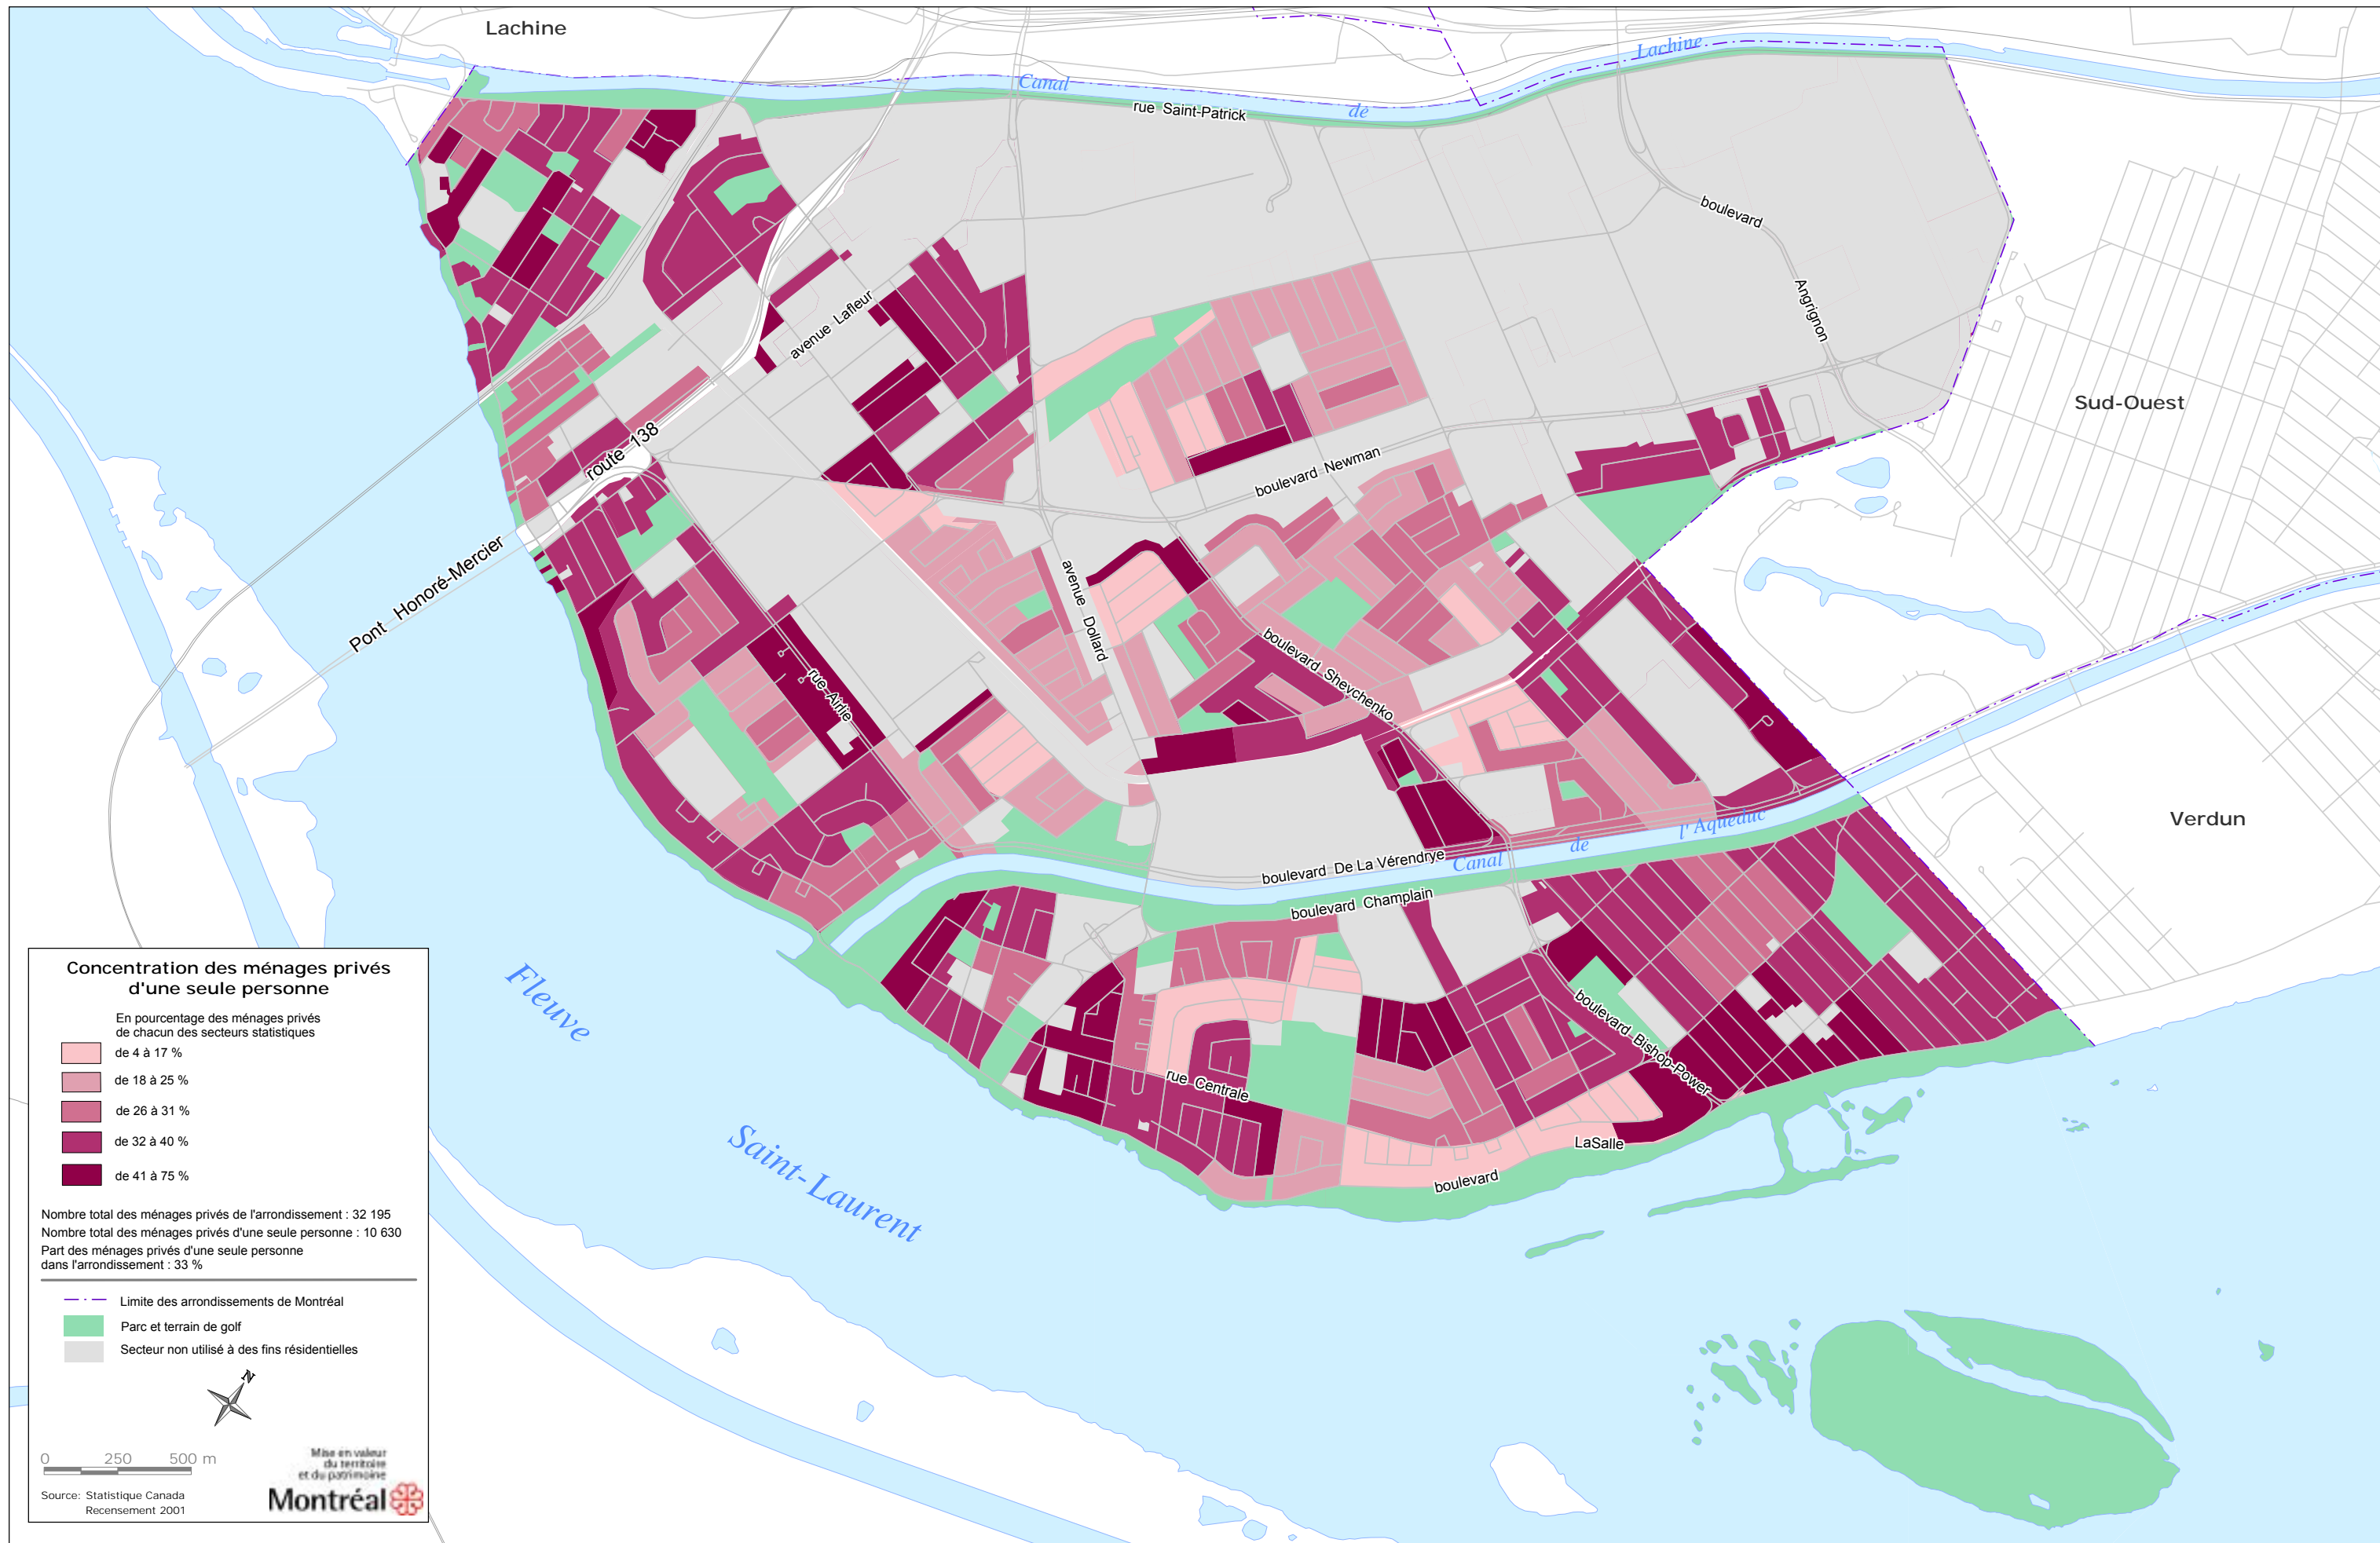 Lachine
Canal
de
Lachine
rue Saint-Patrick
boulevard
Angrignon
avenue Lafleur
Sud-Ouest
route 138
boulevard Newman
Pont Honoré-Mercier
avenue Dollard
boulevard Shevchenko
rue Airlie
Verdun
l'Aqueduc
de
Canal
boulevard De La Vérendrye
boulevard Champlain
boulevard Bishop-Power
rue Centrale
LaSalle
boulevard
Fleuve
Saint-Laurent
Concentration des ménages privés
d'une seule personne
En pourcentage des ménages privés
de chacun des secteurs statistiques
de 4 à 17 %
de 18 à 25 %
de 26 à 31 %
de 32 à 40 %
de 41 à 75 %
Nombre total des ménages privés de l'arrondissement : 32 195
Nombre total des ménages privés d'une seule personne : 10 630
Part des ménages privés d'une seule personne
dans l'arrondissement : 33 %
Limite des arrondissements de Montréal
Parc et terrain de golf
Secteur non utilisé à des fins résidentielles
N
0 250 500 m
Mise en valeur
du territoire
et du patrimoine
Montréal
Source: Statistique Canada
Recensement 2001